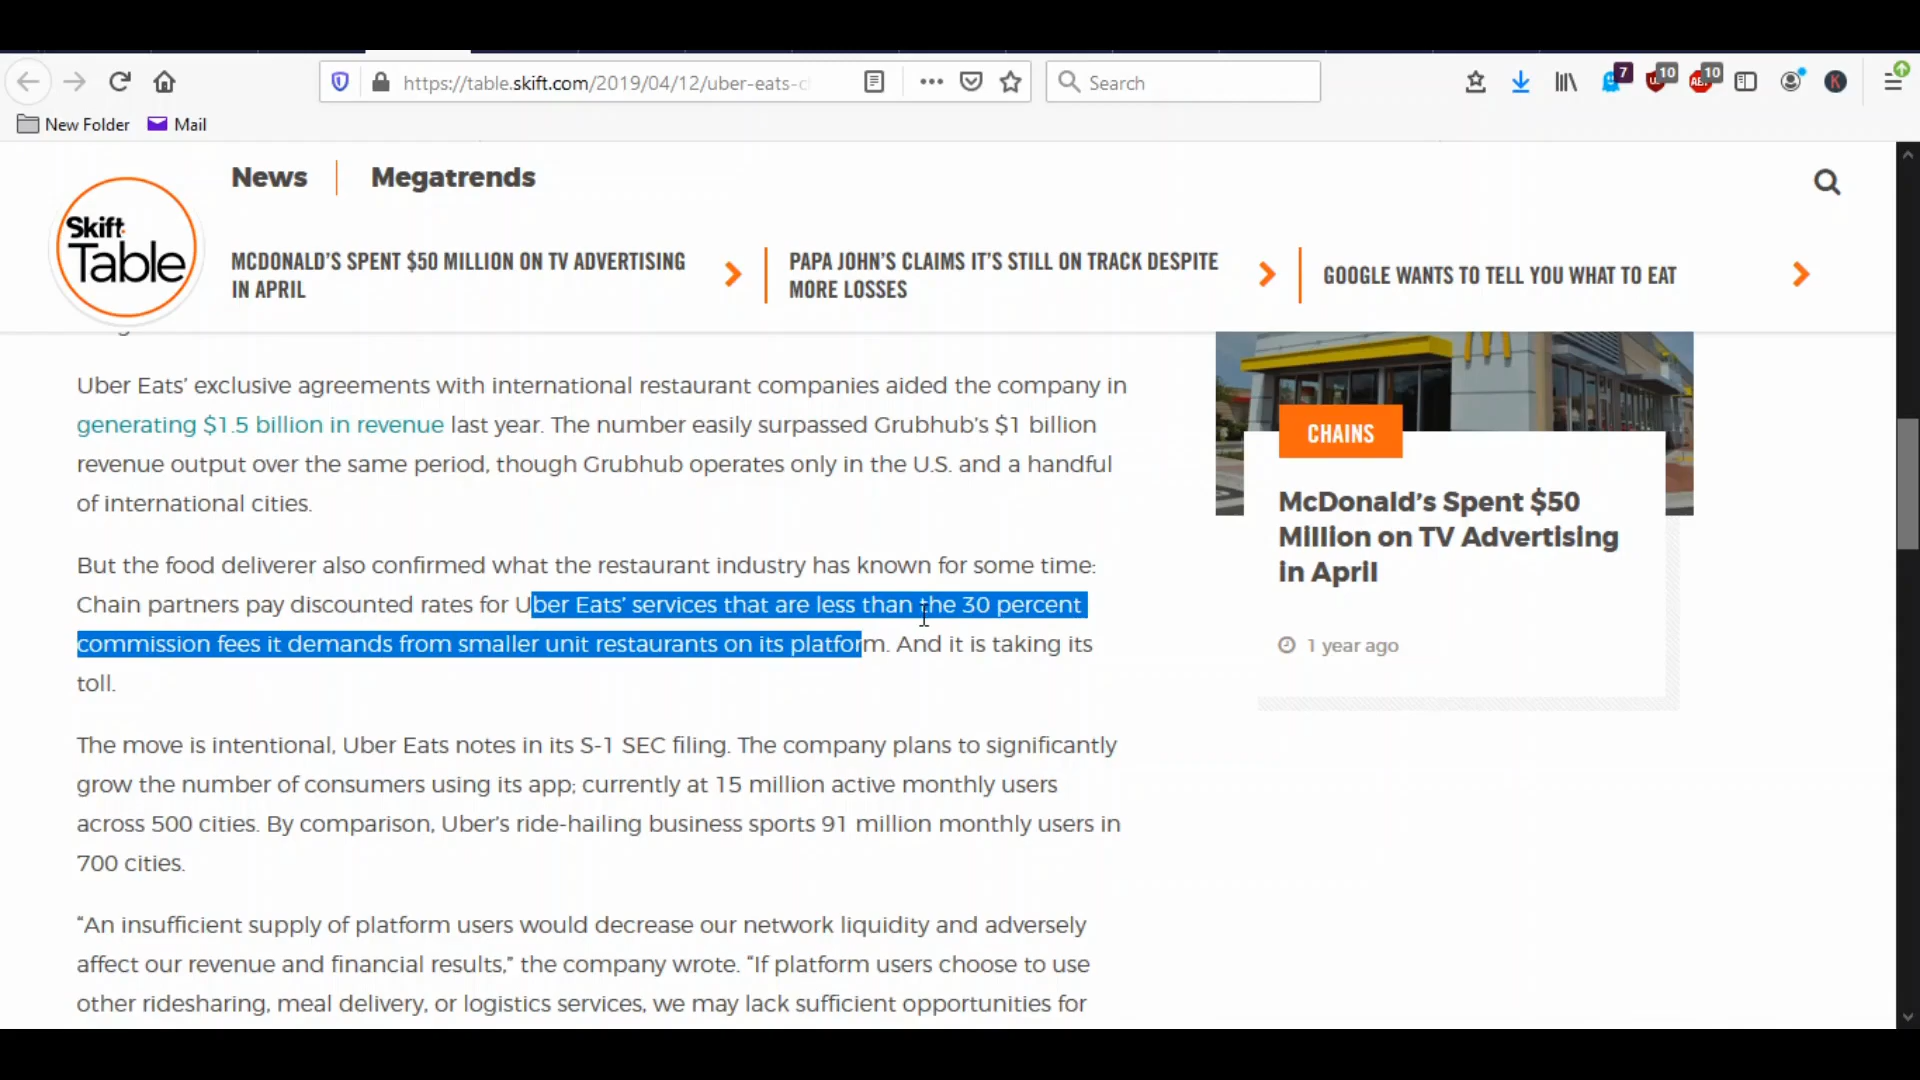 https://table.skift.com/2019/04/12/uber-eats-c
Search
7
10
10
K
New Folder
Mail
News
Megatrends
Skift
Table
MCDONALD'S SPENT $50 MILLION ON TV ADVERTISING
IN APRIL
PAPA JOHN'S CLAIMS IT'S STILL ON TRACK DESPITE
MORE LOSSES
GOOGLE WANTS TO TELL YOU WHAT TO EAT
Uber Eats' exclusive agreements with international restaurant companies aided the company in
generating $1.5 billion in revenue last year. The number easily surpassed Grubhub's $1 billion
revenue output over the same period, though Grubhub operates only in the U.S. and a handful
of international cities.
But the food deliverer also confirmed what the restaurant industry has known for some time:
Chain partners pay discounted rates for Uber Eats' services that are less than the 30 percent
commission fees it demands from smaller unit restaurants on its platform. And it is taking its
toll.
The move is intentional, Uber Eats notes in its S-1 SEC filing. The company plans to significantly
grow the number of consumers using its app; currently at 15 million active monthly users
across 500 cities. By comparison, Uber's ride-hailing business sports 91 million monthly users in
700 cities.
“An insufficient supply of platform users would decrease our network liquidity and adversely
affect our revenue and financial results,” the company wrote. “If platform users choose to use
other ridesharing, meal delivery, or logistics services, we may lack sufficient opportunities for
CHAINS
McDonald's Spent $50
Million on TV Advertising
in April
1 year ago